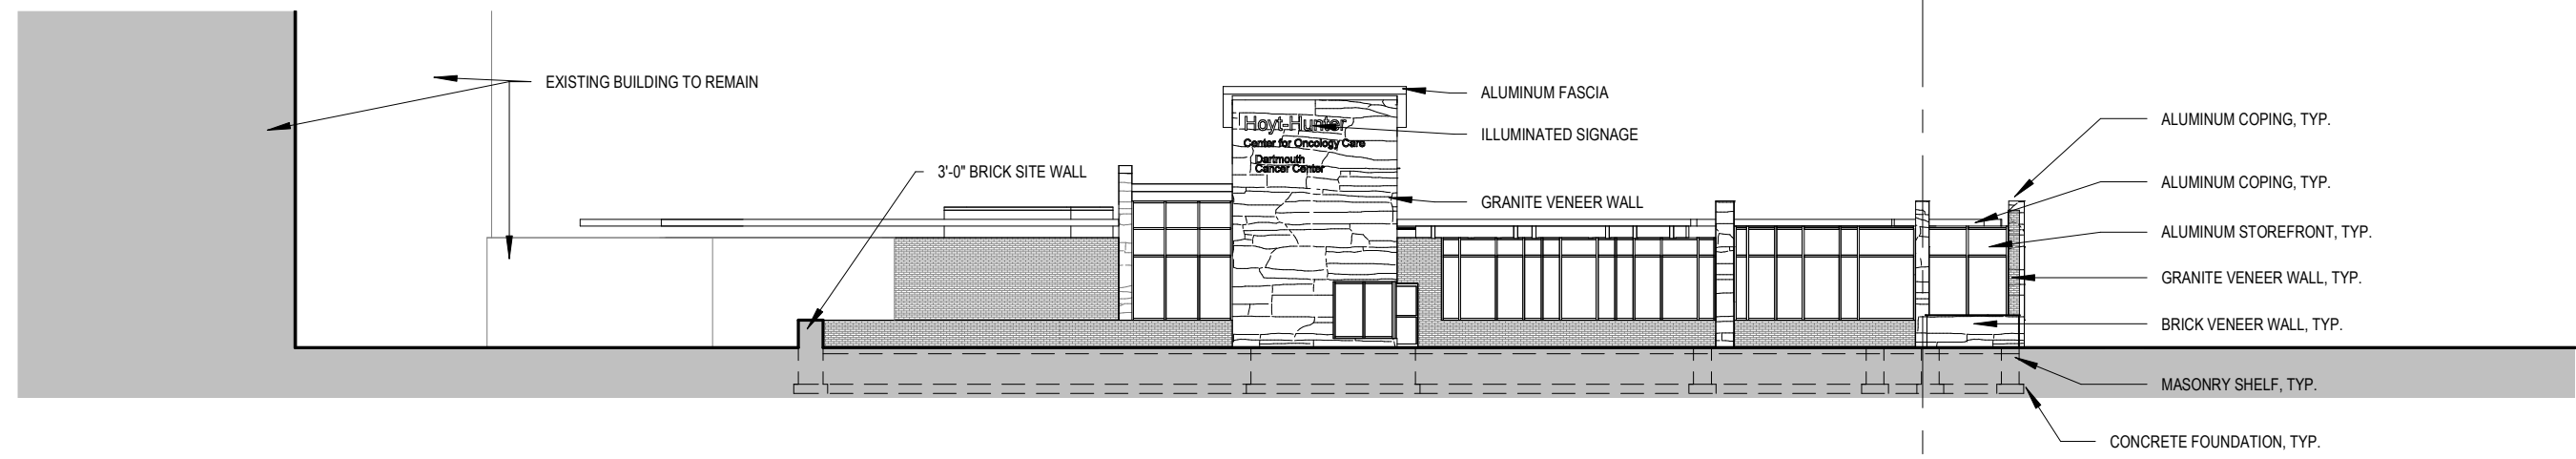 EXISTING BUILDING TO REMAIN
3'-0" BRICK SITE WALL
Hoyt-Hunter
Center for Oncology Care
Dartmouth
Cancer Center
ALUMINUM FASCIA
ILLUMINATED SIGNAGE
GRANITE VENEER WALL
ALUMINUM COPING, TYP.
ALUMINUM COPING, TYP.
ALUMINUM STOREFRONT, TYP.
GRANITE VENEER WALL, TYP.
BRICK VENEER WALL, TYP.
MASONRY SHELF, TYP.
CONCRETE FOUNDATION, TYP.